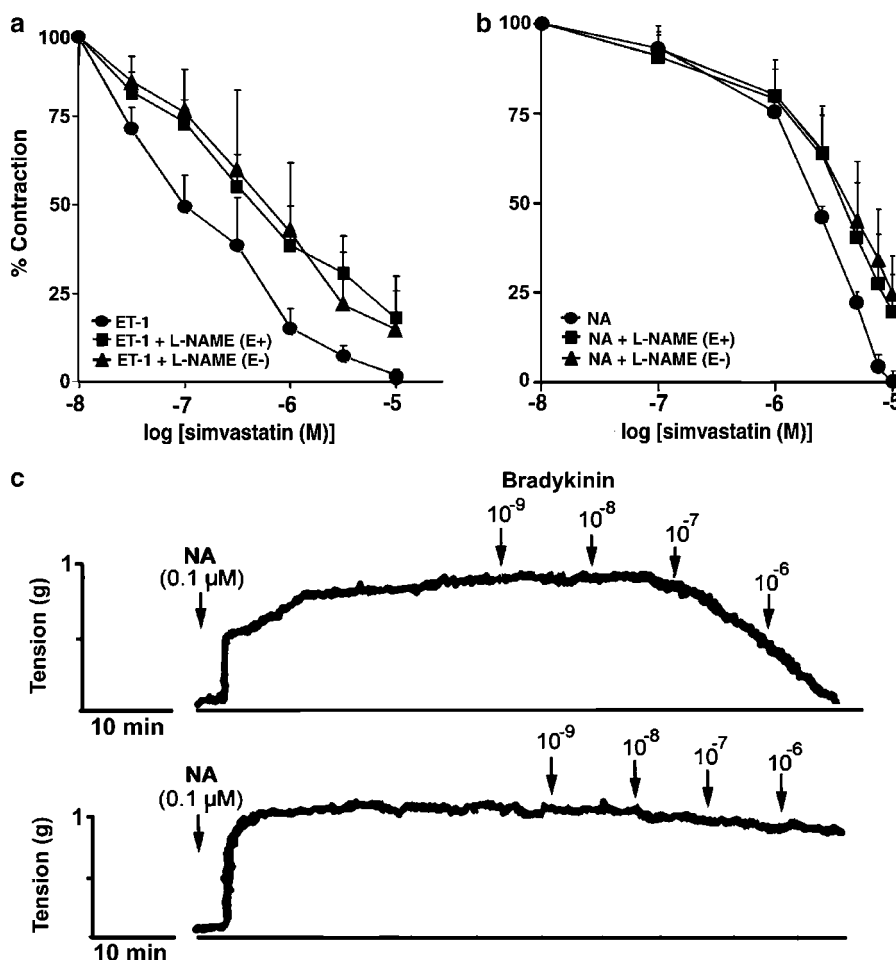 a
100
75
50
25
0
% Contraction
ET-1
ET-1 + L-NAME (E+)
ET-1 + L-NAME (E-)
-8 -7 -6 -5
log [simvastatin (M)]
b
100
75
50
25
0
NA
NA + L-NAME (E+)
NA + L-NAME (E-)
-8 -7 -6 -5
log [simvastatin (M)]
c
Bradykinin
10⁻⁹ 10⁻⁸ 10⁻⁷ 10⁻⁶
NA
(0.1 µM)
1
Tension (g)
10 min
10⁻⁹ 10⁻⁸ 10⁻⁷ 10⁻⁶
NA
(0.1 µM)
1
Tension (g)
10 min